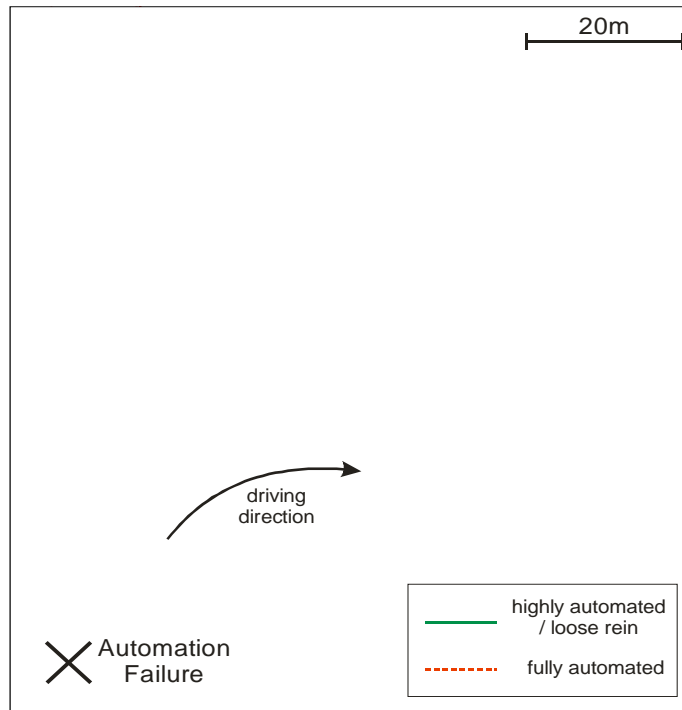 20m
driving
direction
Automation
Failure
highly automated
/ loose rein
fully automated